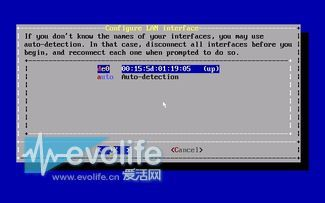 Configure LAN interface
If you don't know the names of your interfaces, you may use
auto-detection. In that case, disconnect all interfaces before you
begin, and reconnect each one when prompted to do so.
de0 00:15:5d:01:19:05 (up)
auto Auto-detection
evolife
www.evolife.cn 爱活网
<Cancel>